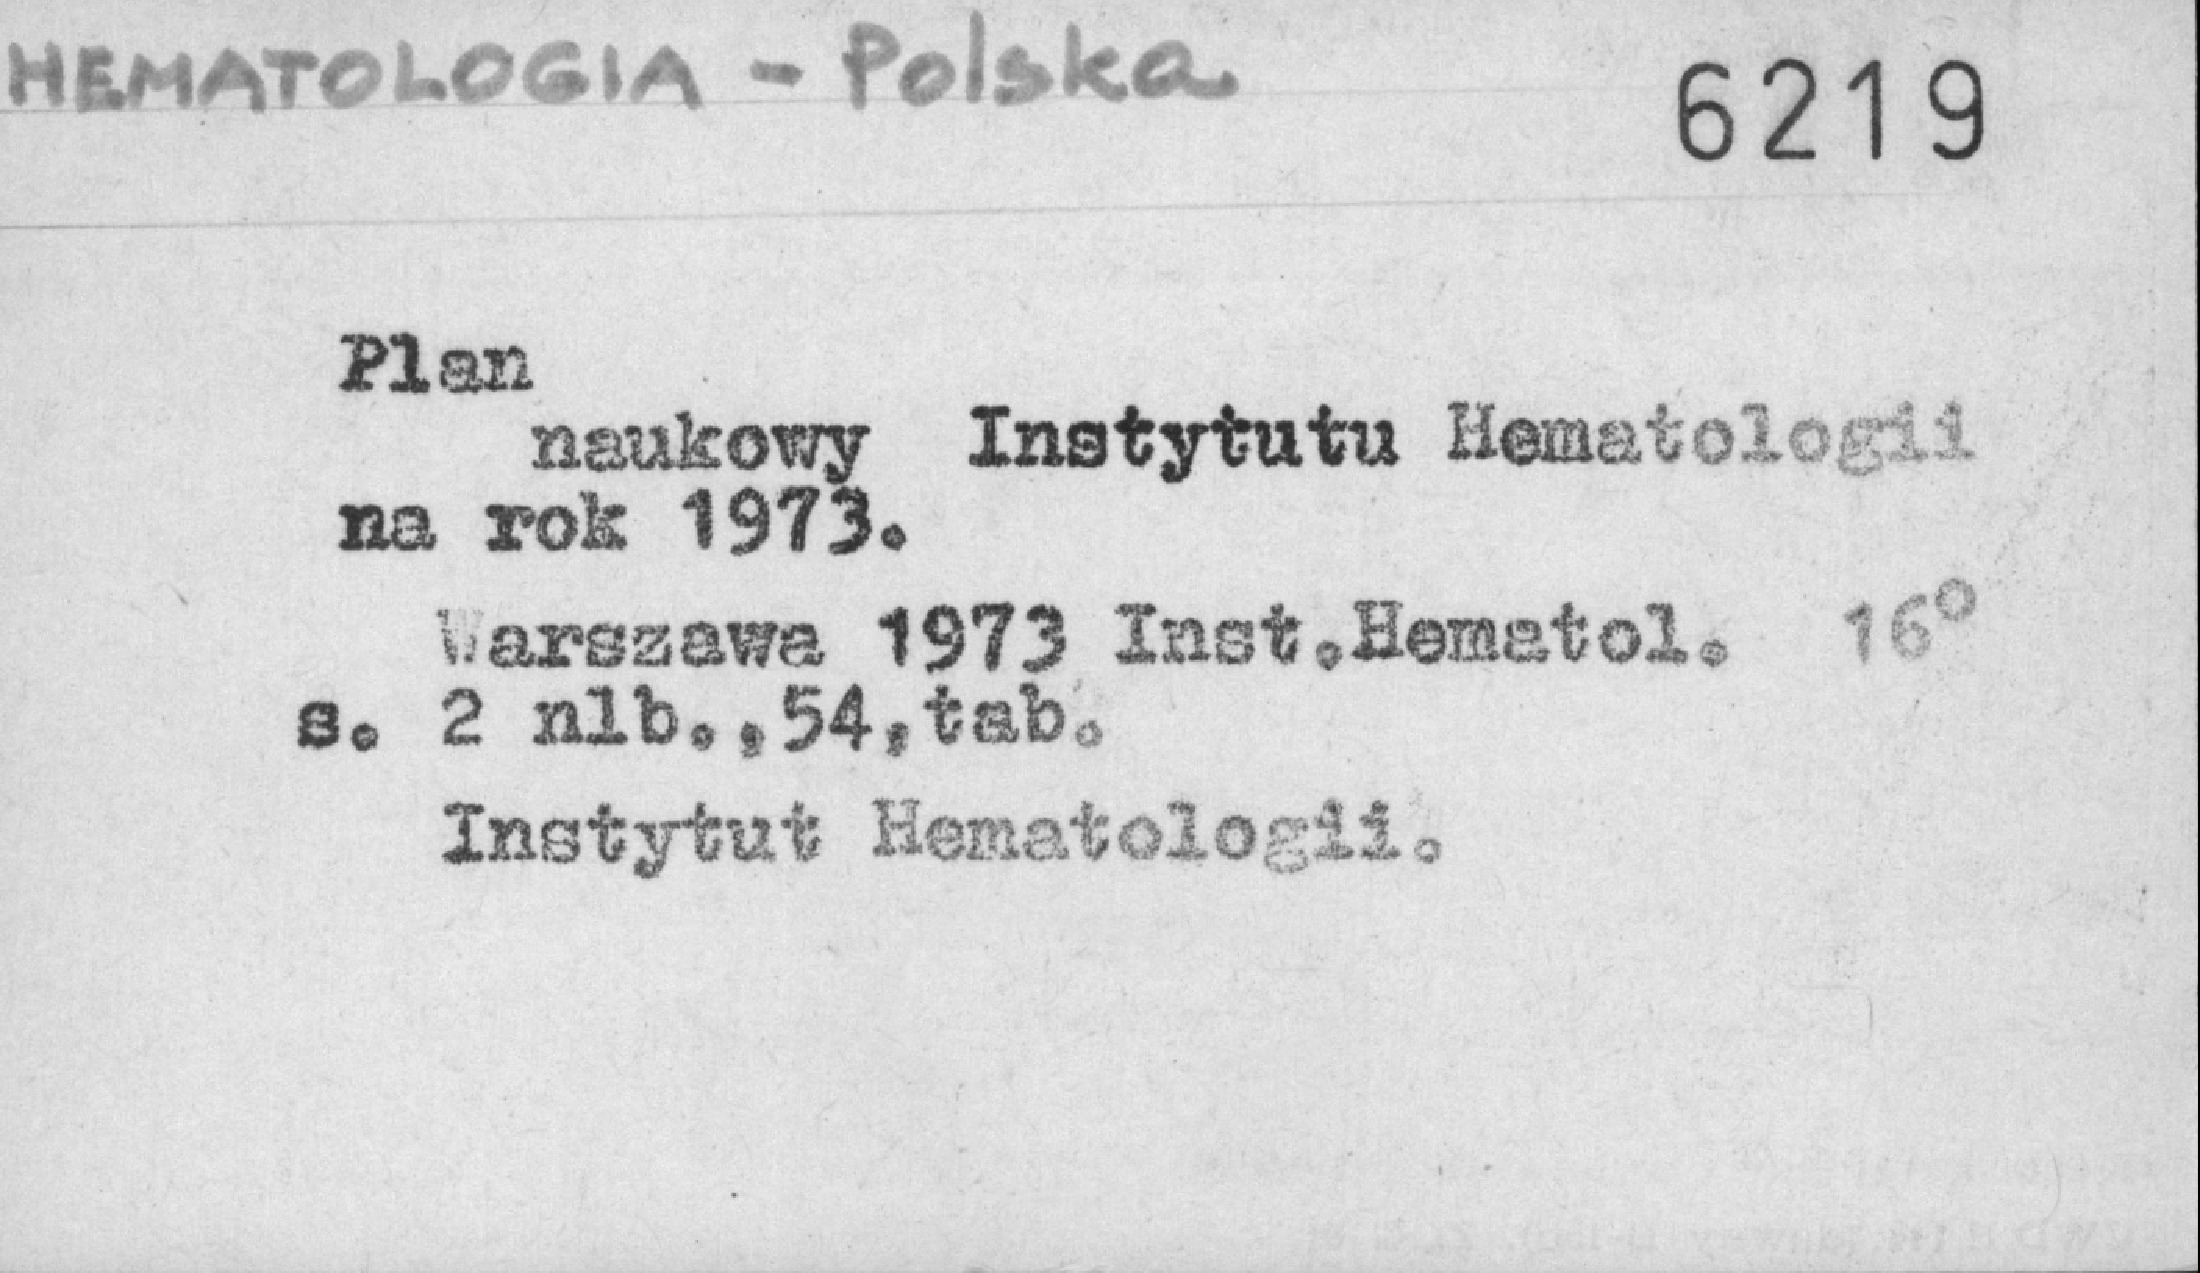 HEMATOLOGIA - Polska
6219
Plan
naukowy Instytutu Hematologii
na rok 1973.
Warszawa 1973 Inst.Hematol. 16°
s. 2 nlb.,54,tab.
Instytut Hematologii.